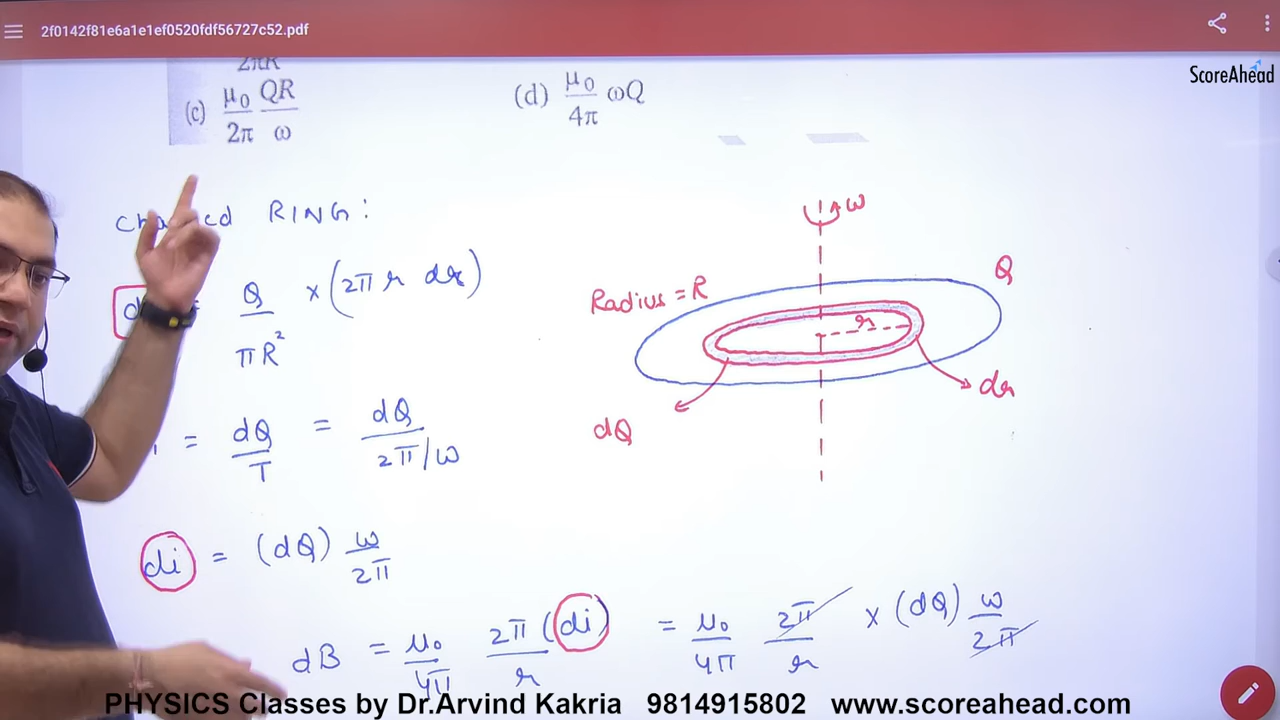 2f0142f81e6a1e1ef0520fdf56727c52.pdf
ScoreAhead
2πR
(c) μ0/2π QR/ω
(d) μ0/4π ωQ
RING:
Q/πR² × (2π r dr)
= dQ/T = dQ/2π/ω
di = (dQ) ω/2π
dB = μ0/4π 2π(di)/r = μ0/4π 2π/r × (dQ) ω/2π
ω
Radius = R
Q
r
dr
dQ
PHYSICS Classes by Dr.Arvind Kakria 9814915802 www.scoreahead.com